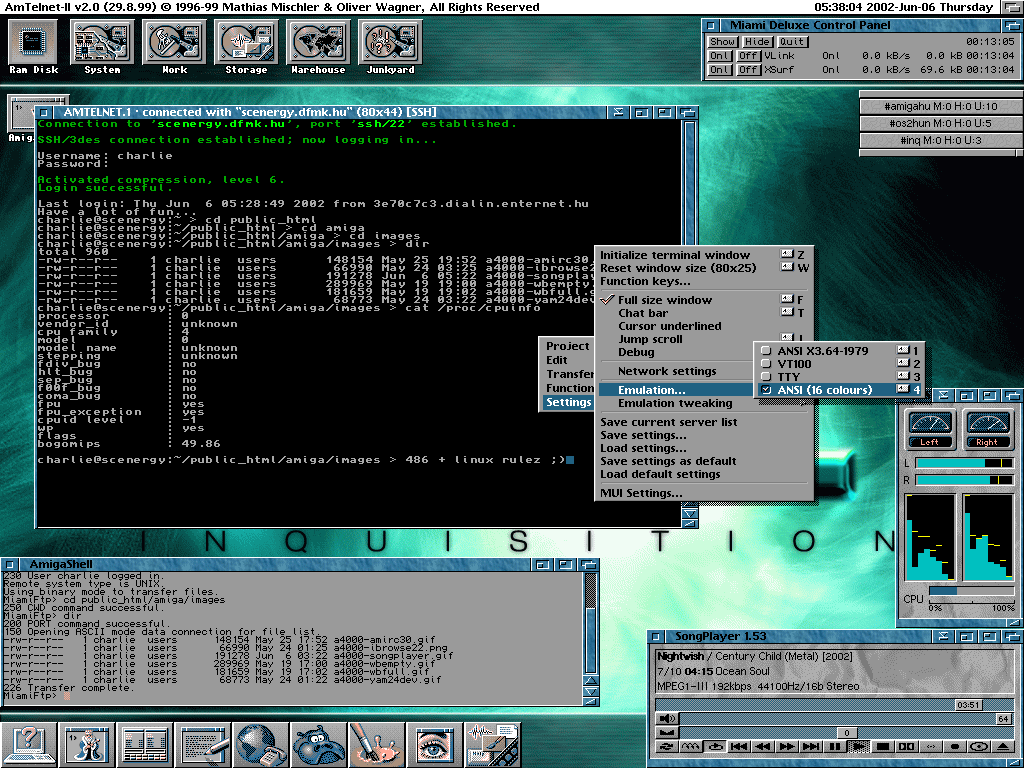 AmTelnet-II v2.0 (29.8.99) © 1996-99 Mathias Mischler & Oliver Wagner, All Rights Reserved
05:38:04 2002-Jun-06 Thursday
Ram Disk
System
Work
Storage
Warehouse
Junkyard
Miami Deluxe Control Panel
Show Hide Quit 00:13:05
Onl Off VLink Onl 0.0 kB/s 0.0 kB 00:13:04
Onl Off XSurf Onl 0.0 kB/s 69.6 kB 00:13:04
#amigahu M:0 H:0 U:10
#os2hun M:0 H:0 U:5
#inq M:0 H:0 U:3
AMTELNET.1 · connected with "scenergy.dfmk.hu" (80x44) [SSH]
Connection to 'scenergy.dfmk.hu', port 'ssh/22' established.
SSH/3des connection established; now logging in...
Username: charlie
Password:
Activated compression, level 6.
Login successful.
Last login: Thu Jun  6 05:28:49 2002 from 3e70c7c3.dialin.enternet.hu
Have a lot of fun...
charlie@scenergy:~ > cd public_html
charlie@scenergy:~/public_html > cd amiga
charlie@scenergy:~/public_html/amiga > cd images
charlie@scenergy:~/public_html/amiga/images > dir
total 960
-rw-r--r-- 1 charlie users 148154 May 25 19:52 a4000-amirc30.
-rw-r--r-- 1 charlie users 66990 May 24 03:25 a4000-ibrowse2
-rw-r--r-- 1 charlie users 191278 Jun  6 05:22 a4000-songplay
-rw-r--r-- 1 charlie users 289969 May 19 19:00 a4000-wbempty.
-rw-r--r-- 1 charlie users 181659 May 19 19:02 a4000-wbfull.
-rw-r--r-- 1 charlie users 68773 May 24 03:22 a4000-yam24dev
charlie@scenergy:~/public_html/amiga/images > cat /proc/cpuinfo
processor : 0
vendor_id : unknown
cpu family : 4
model : 0
model name : unknown
stepping : unknown
fdiv_bug : no
hlt_bug : no
sep_bug : no
f00f_bug : no
coma_bug : no
fpu : yes
fpu_exception : yes
cpuid level : -1
wp : yes
flags :
bogomips : 49.86
charlie@scenergy:~/public_html/amiga/images > 486 + linux rulez ;)
Project
Edit
Transfer
Function
Settings
Initialize terminal window Z
Reset window size (80x25) W
Function keys...
Full size window F
Chat bar T
Cursor underlined
Jump scroll J
Debug
Network settings
Emulation...
Emulation tweaking
Save current server list
Save settings...
Load settings...
Save settings as default
Load default settings
MUI Settings...
ANSI X3.64-1979 1
VT100 2
TTY 3
ANSI (16 colours) 4
Left
Right
L
R
CPU
0% 100%
INQUISITION
AmigaShell
230 User charlie logged in.
Remote system type is UNIX.
Using binary mode to transfer files.
MiamiFtp> cd public_html/amiga/images
250 CWD command successful.
MiamiFtp> dir
200 PORT command successful.
150 Opening ASCII mode data connection for file list.
-rw-r--r-- 1 charlie users 148154 May 25 17:52 a4000-amirc30.gif
-rw-r--r-- 1 charlie users 66990 May 24 01:25 a4000-ibrowse22.png
-rw-r--r-- 1 charlie users 191278 Jun  6 03:22 a4000-songplayer.gif
-rw-r--r-- 1 charlie users 289969 May 19 17:00 a4000-wbempty.gif
-rw-r--r-- 1 charlie users 181659 May 19 17:02 a4000-wbfull.gif
-rw-r--r-- 1 charlie users 68773 May 24 01:22 a4000-yam24dev.gif
226 Transfer complete.
MiamiFtp>
SongPlayer 1.53
Nightwish / Century Child (Metal) [2002]
7/10 04:15 Ocean Soul
MPEG1-III 192kbps 44100Hz/16b Stereo
03:51
64
0